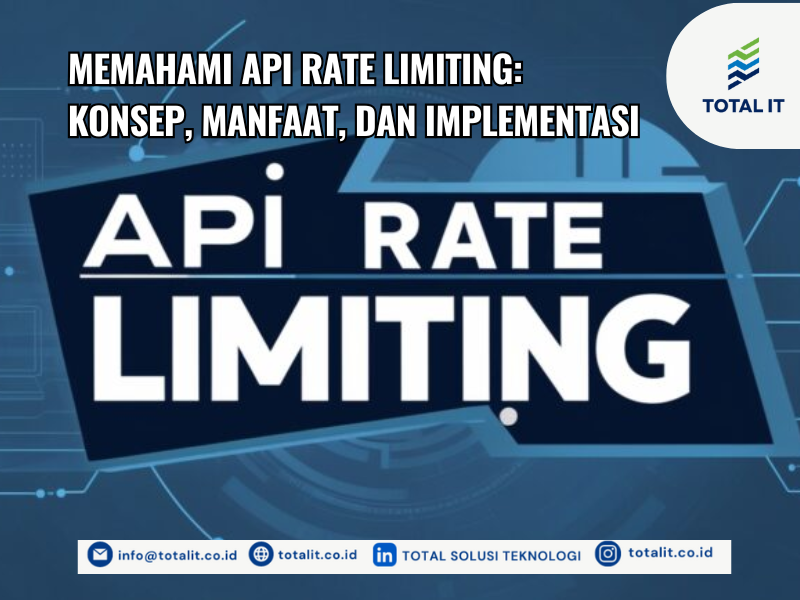 MEMAHAMI API RATE LIMITING:
KONSEP, MANFAAT, DAN IMPLEMENTASI
TOTAL IT
APi RATE
LIMITING
info@totalit.co.id totalit.co.id in TOTAL SOLUSI TEKNOLOGI totalit.co.id